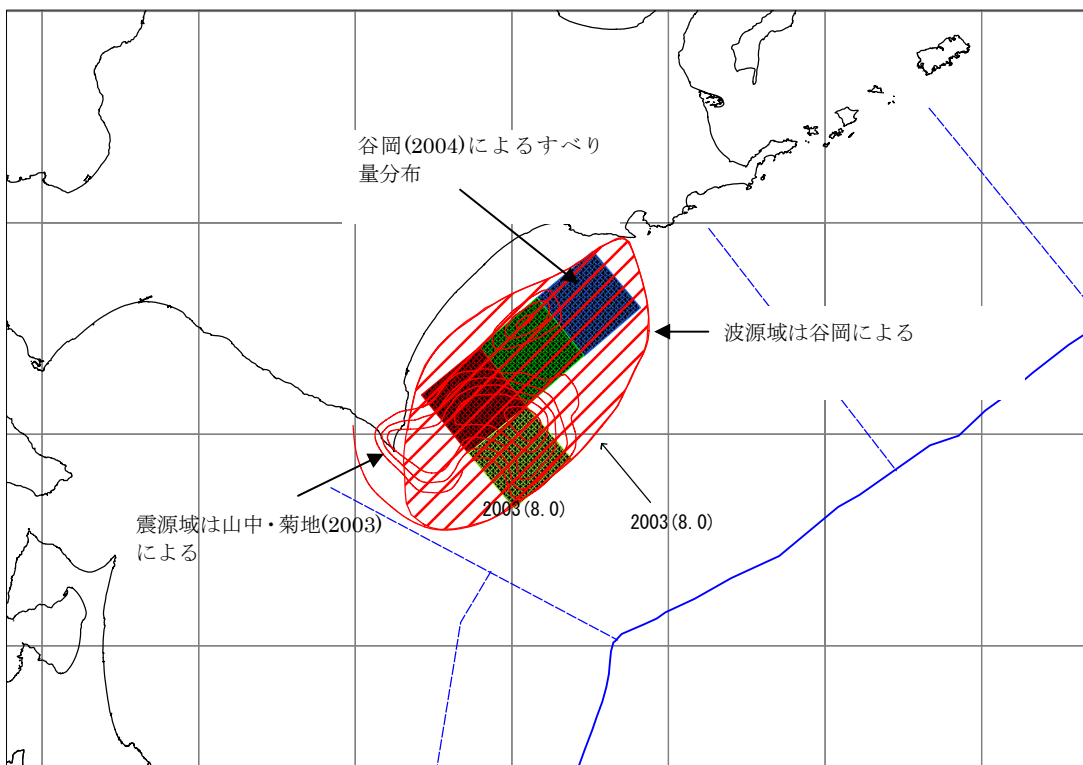 谷岡(2004)によるすべり
量分布
波源域は谷岡による
2003(8.0)
2003(8.0)
震源域は山中・菊地(2003)
による